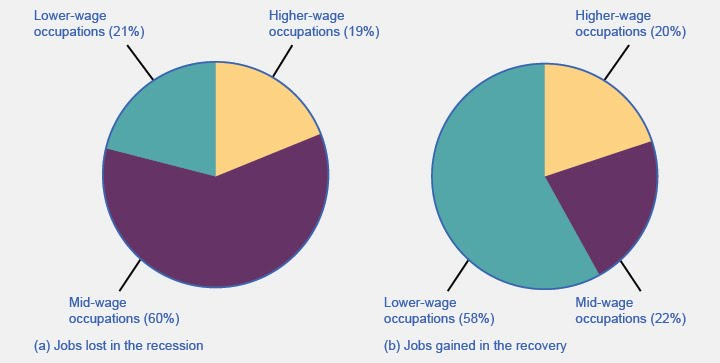 Lower-wage
occupations (21%)
Higher-wage
occupations (19%)
Mid-wage
occupations (60%)
(a) Jobs lost in the recession
Higher-wage
occupations (20%)
Lower-wage
occupations (58%)
Mid-wage
occupations (22%)
(b) Jobs gained in the recovery